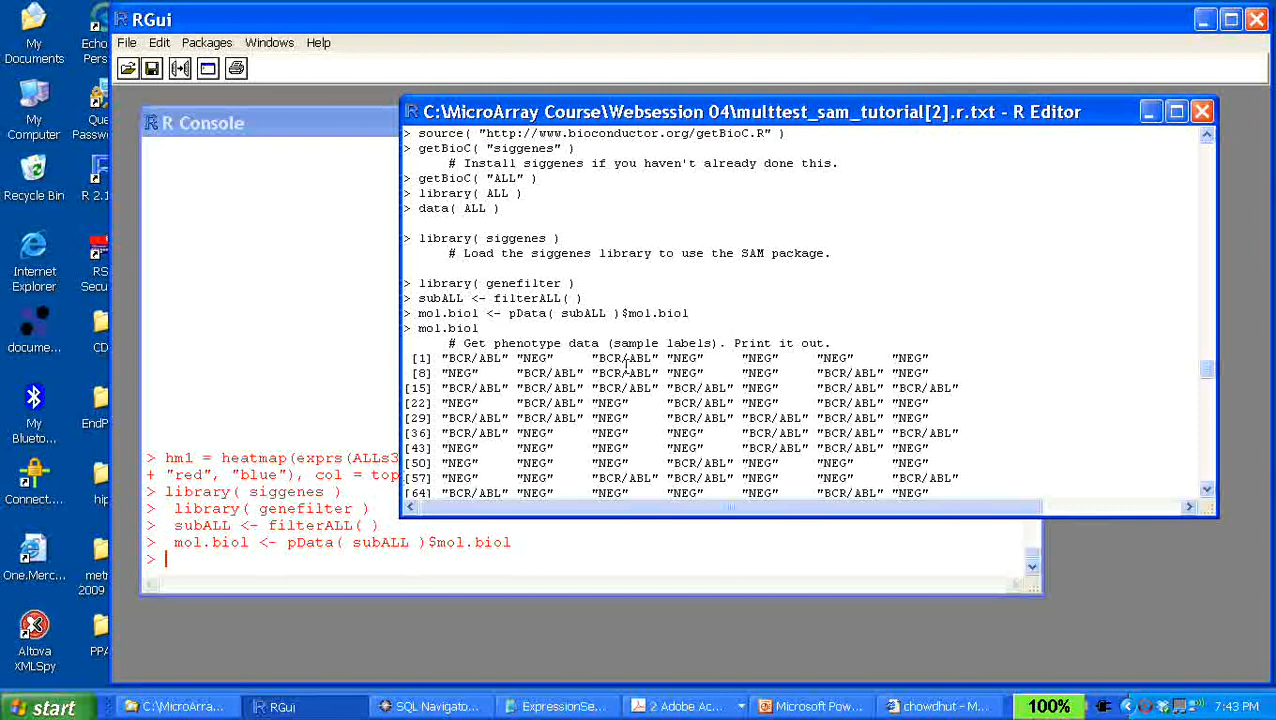 RGui
File Edit Packages Windows Help
My Documents
Echo Pers
My Computer
Quic Passw
Recycle Bin
R 2.1
Internet Explorer
RS Secu
docume...
CD
My Blueto...
EndP
Connect....
hip
One.Merc...
metr 2009
Altova XMLSpy
PPA
R Console
> hm1 = heatmap(exprs(ALLs3
+ "red", "blue"), col = top
> library( siggenes )
> library( genefilter )
> subALL <- filterALL( )
> mol.biol <- pData( subALL )$mol.biol
>
C:\MicroArray Course\Websession 04\multtest_sam_tutorial[2].r.txt - R Editor
> source( "http://www.bioconductor.org/getBioC.R" )
> getBioC( "siggenes" )
# Install siggenes if you haven't already done this.
> getBioC( "ALL" )
> library( ALL )
> data( ALL )
> library( siggenes )
# Load the siggenes library to use the SAM package.
> library( genefilter )
> subALL <- filterALL( )
> mol.biol <- pData( subALL )$mol.biol
> mol.biol
# Get phenotype data (sample labels). Print it out.
[1] "BCR/ABL" "NEG" "BCR/ABL" "NEG" "NEG" "NEG" "NEG"
[8] "NEG" "BCR/ABL" "BCR/ABL" "NEG" "NEG" "BCR/ABL" "NEG"
[15] "BCR/ABL" "BCR/ABL" "BCR/ABL" "BCR/ABL" "NEG" "BCR/ABL" "BCR/ABL"
[22] "NEG" "BCR/ABL" "NEG" "BCR/ABL" "NEG" "BCR/ABL" "NEG"
[29] "BCR/ABL" "BCR/ABL" "NEG" "BCR/ABL" "BCR/ABL" "BCR/ABL" "NEG"
[36] "BCR/ABL" "NEG" "NEG" "BCR/ABL" "NEG" "NEG" "BCR/ABL"
[43] "NEG" "NEG" "NEG" "NEG" "BCR/ABL" "BCR/ABL" "NEG"
[50] "NEG" "NEG" "NEG" "BCR/ABL" "NEG" "NEG" "NEG"
[57] "NEG" "BCR/ABL" "BCR/ABL" "NEG" "NEG" "BCR/ABL" "NEG"
[64] "BCR/ABL" "NEG" "NEG" "NEG" "NEG" "BCR/ABL" "NEG"
start
C:\MicroArra...
RGui
SQL Navigato...
ExpressionSe...
2 Adobe Ac...
Microsoft Pow...
chowdhut - M...
100%
7:43 PM